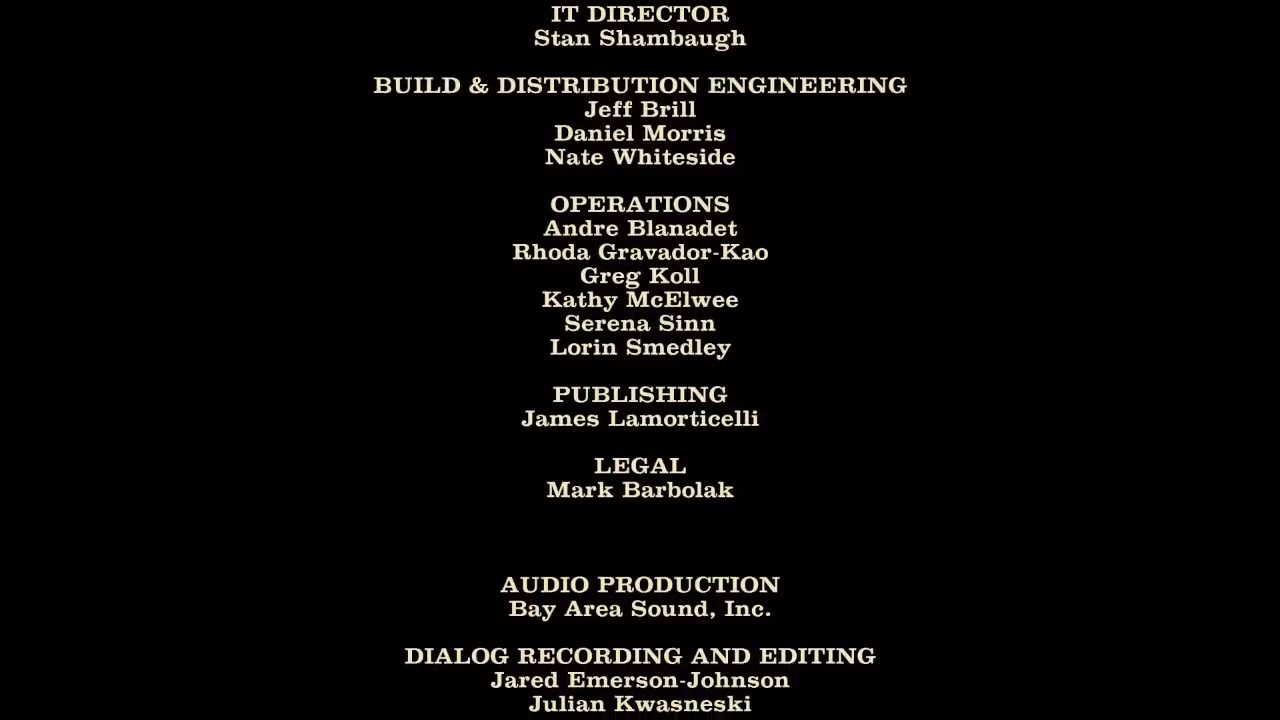 IT DIRECTOR
Stan Shambaugh
BUILD & DISTRIBUTION ENGINEERING
Jeff Brill
Daniel Morris
Nate Whiteside
OPERATIONS
Andre Blanadet
Rhoda Gravador-Kao
Greg Koll
Kathy McElwee
Serena Sinn
Lorin Smedley
PUBLISHING
James Lamorticelli
LEGAL
Mark Barbolak
AUDIO PRODUCTION
Bay Area Sound, Inc.
DIALOG RECORDING AND EDITING
Jared Emerson-Johnson
Julian Kwasneski